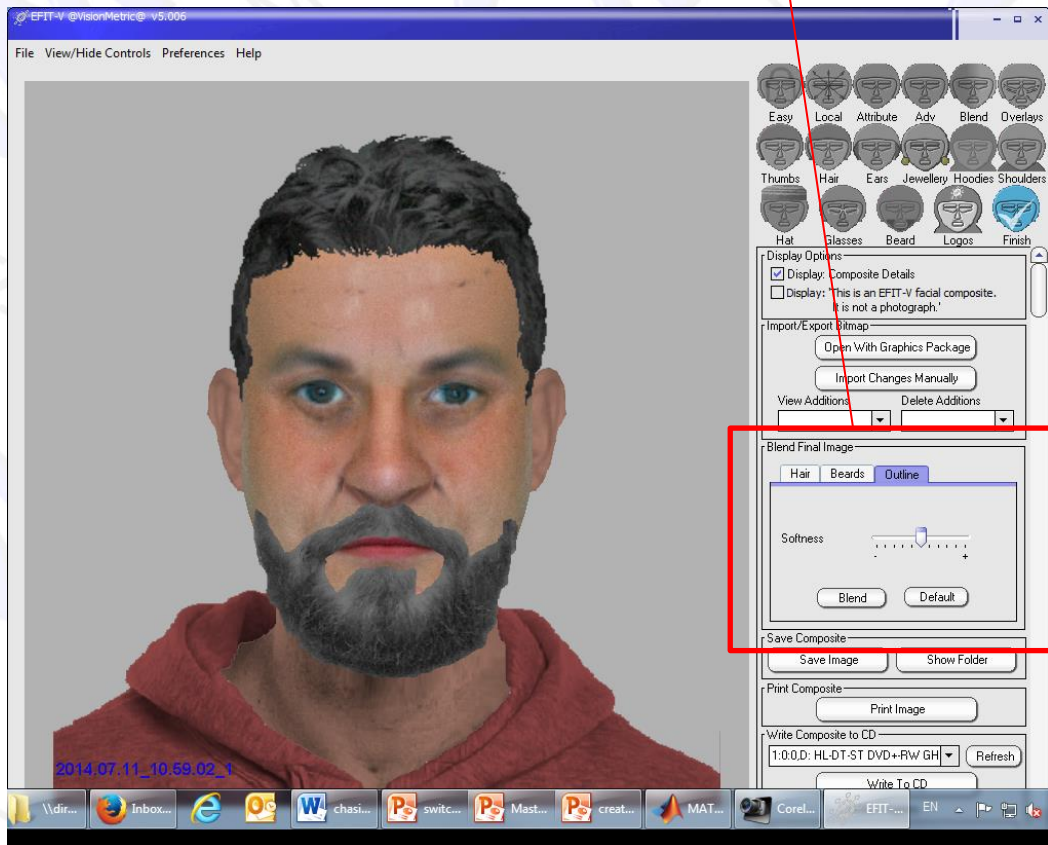 EFIT-V @VisionMetric@ v5.006
File View/Hide Controls Preferences Help
Easy Local Attribute Adv Blend Overlays
Thumbs Hair Ears Jewellery Hoodies Shoulders
Hat Glasses Beard Logos Finish
Display Options
Display: Composite Details
Display: 'This is an EFIT-V facial composite.
It is not a photograph.'
Import/Export Bitmap
Open With Graphics Package
Import Changes Manually
View Additions Delete Additions
Blend Final Image
Hair Beards Outline
Softness
- +
Blend Default
Save Composite
Save Image Show Folder
Print Composite
Print Image
Write Composite to CD
1:0:0,D: HL-DT-ST DVD+-RW GH Refresh
Write To CD
2014.07.11_10.59.02_1
\\dir... Inbox... chasi... switc... Mast... creat... MAT... Corel... EFIT-... EN